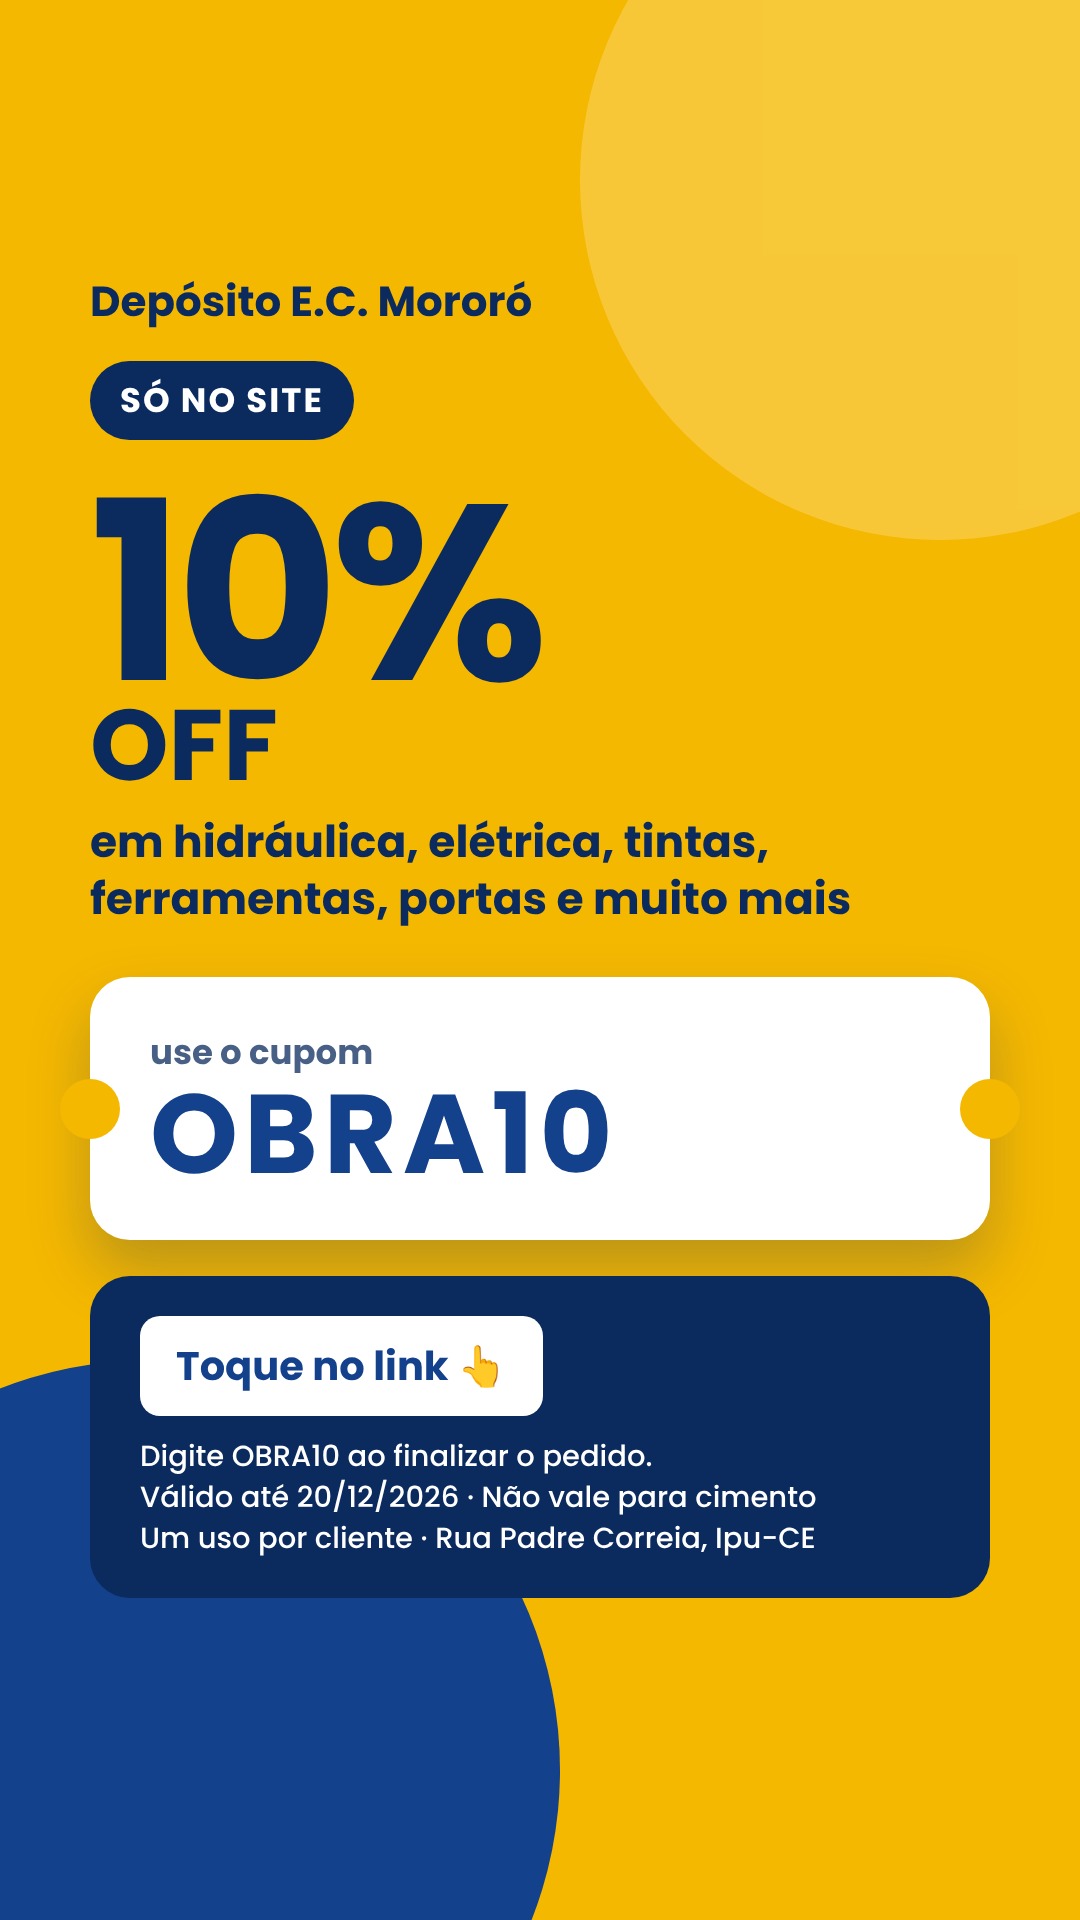 Depósito E.C. Mororó
SÓ NO SITE
10%
OFF
em hidráulica, elétrica, tintas,
ferramentas, portas e muito mais
use o cupom
OBRA10
Toque no link 👆
Digite OBRA10 ao finalizar o pedido.
Válido até 20/12/2026 · Não vale para cimento
Um uso por cliente · Rua Padre Correia, Ipu-CE